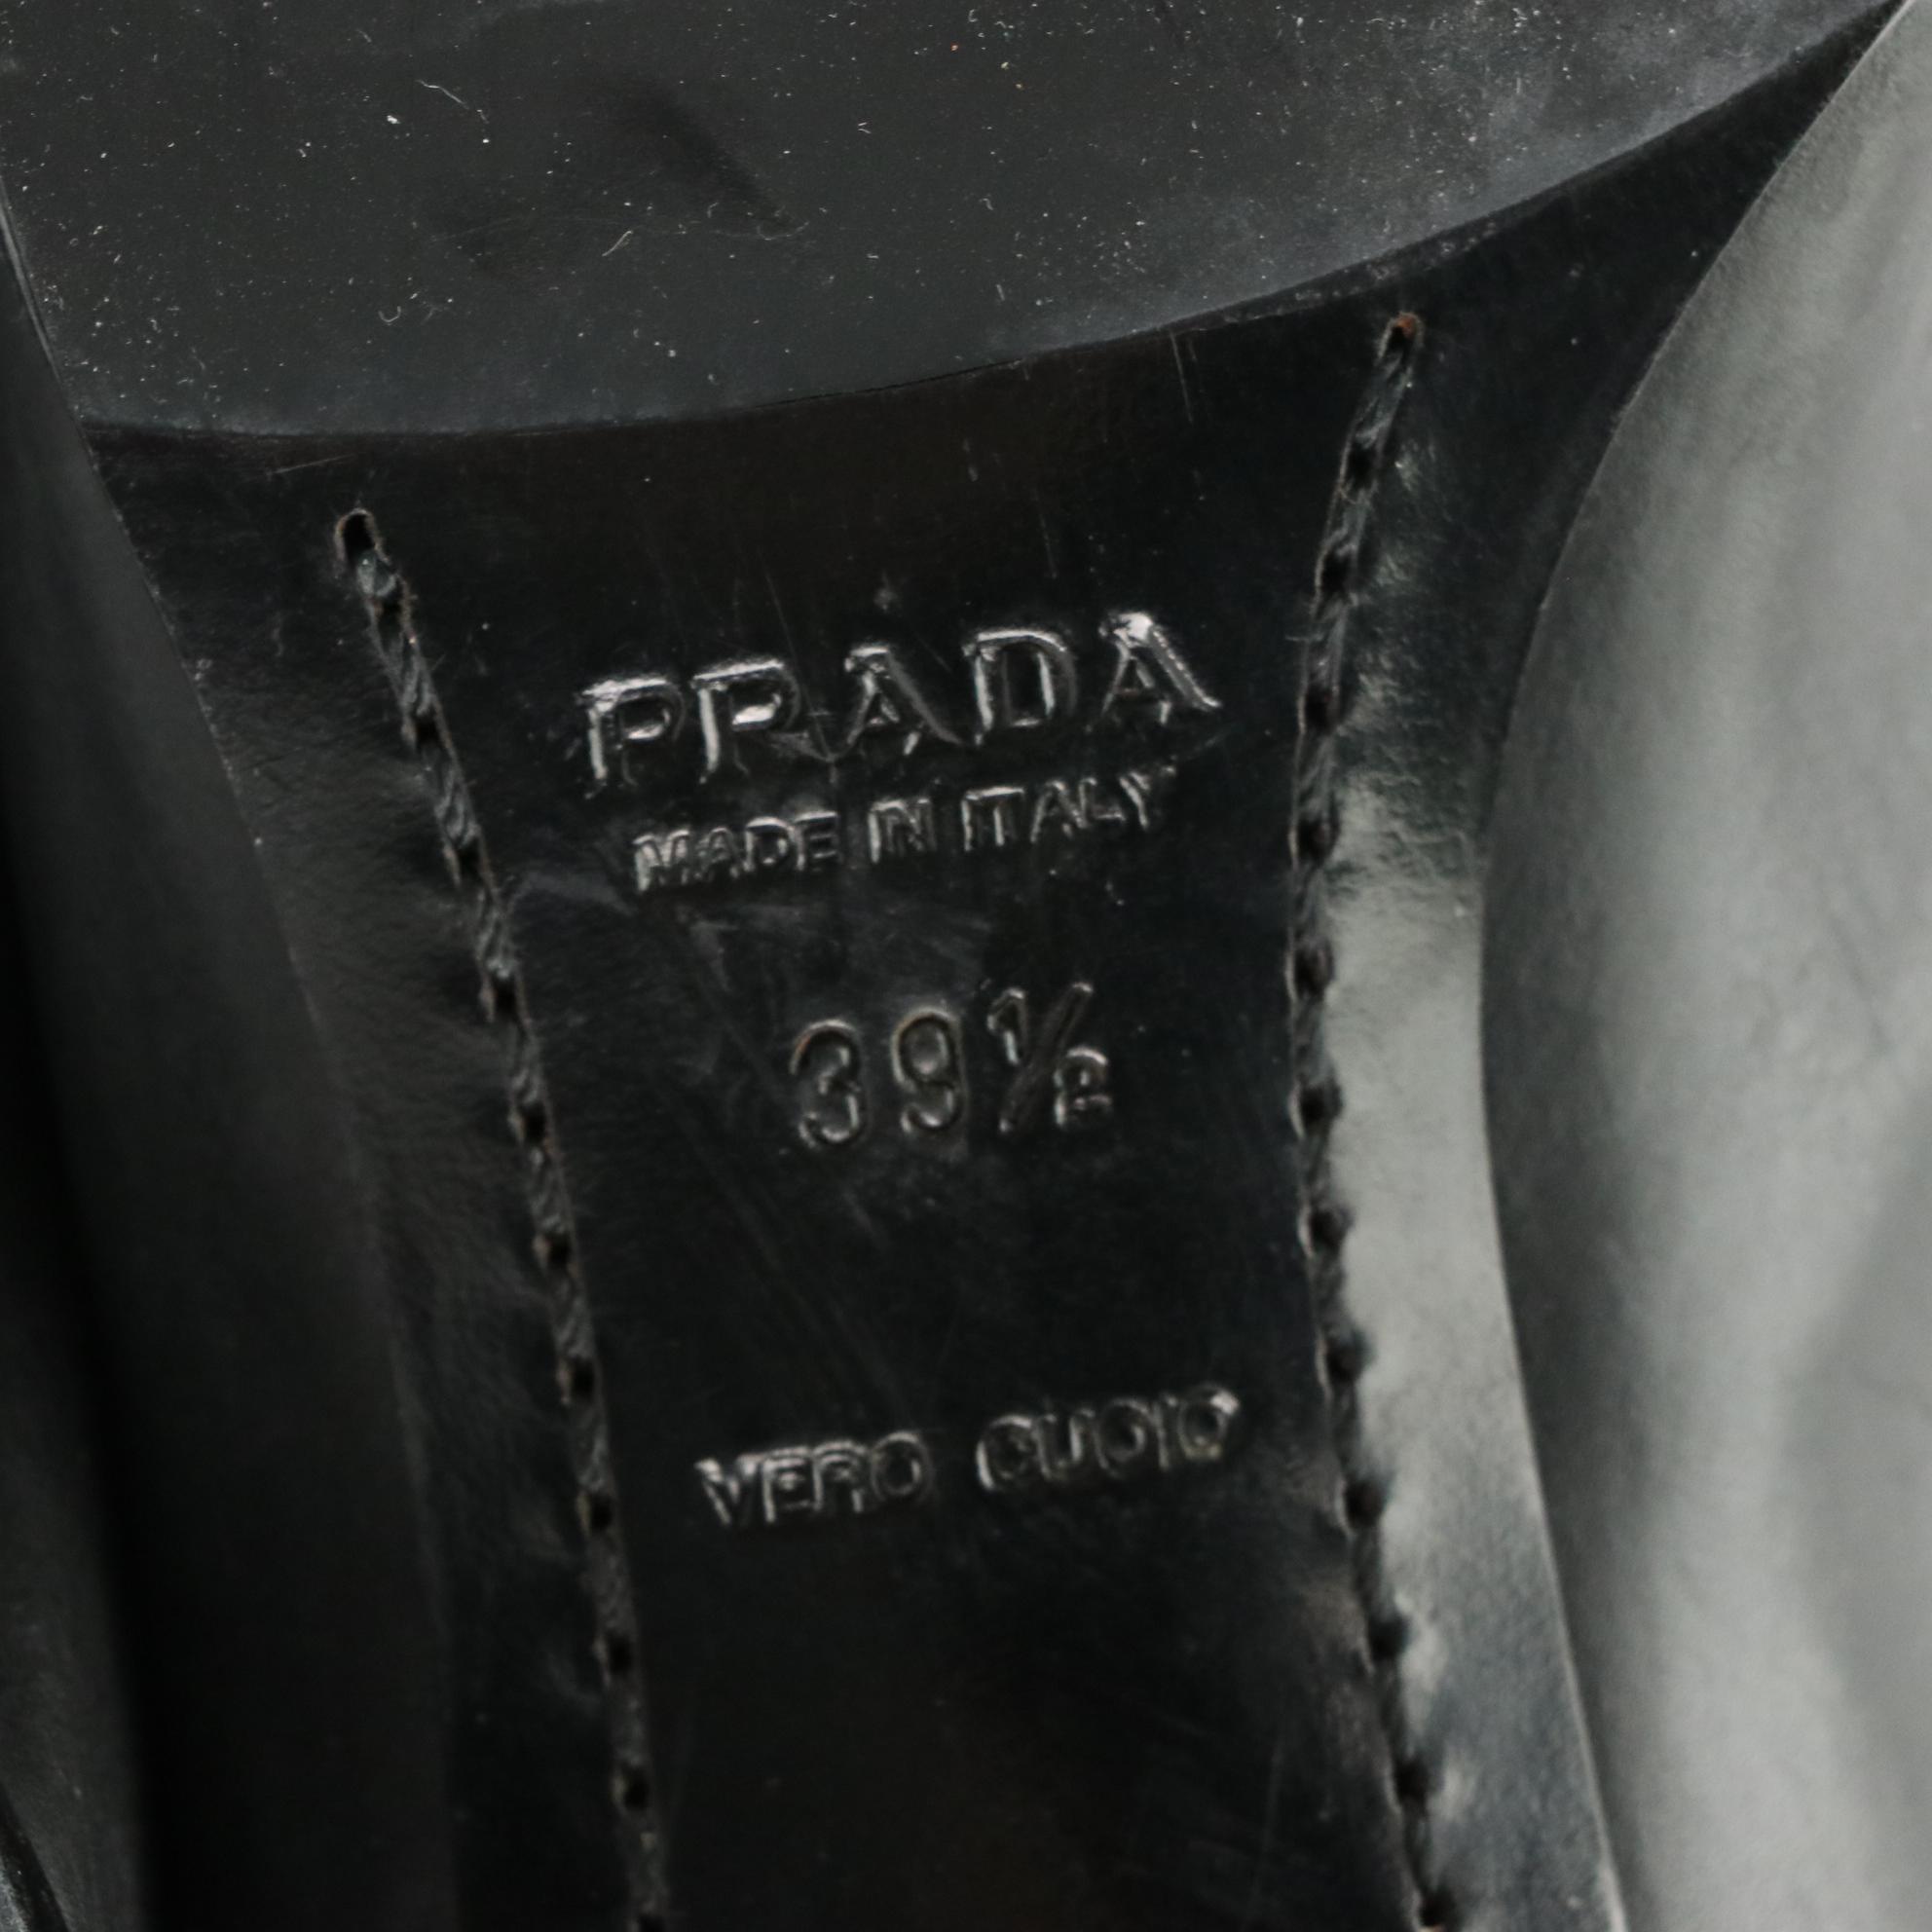 PRADA
MADE IN ITALY
39½
VERO CUOIO